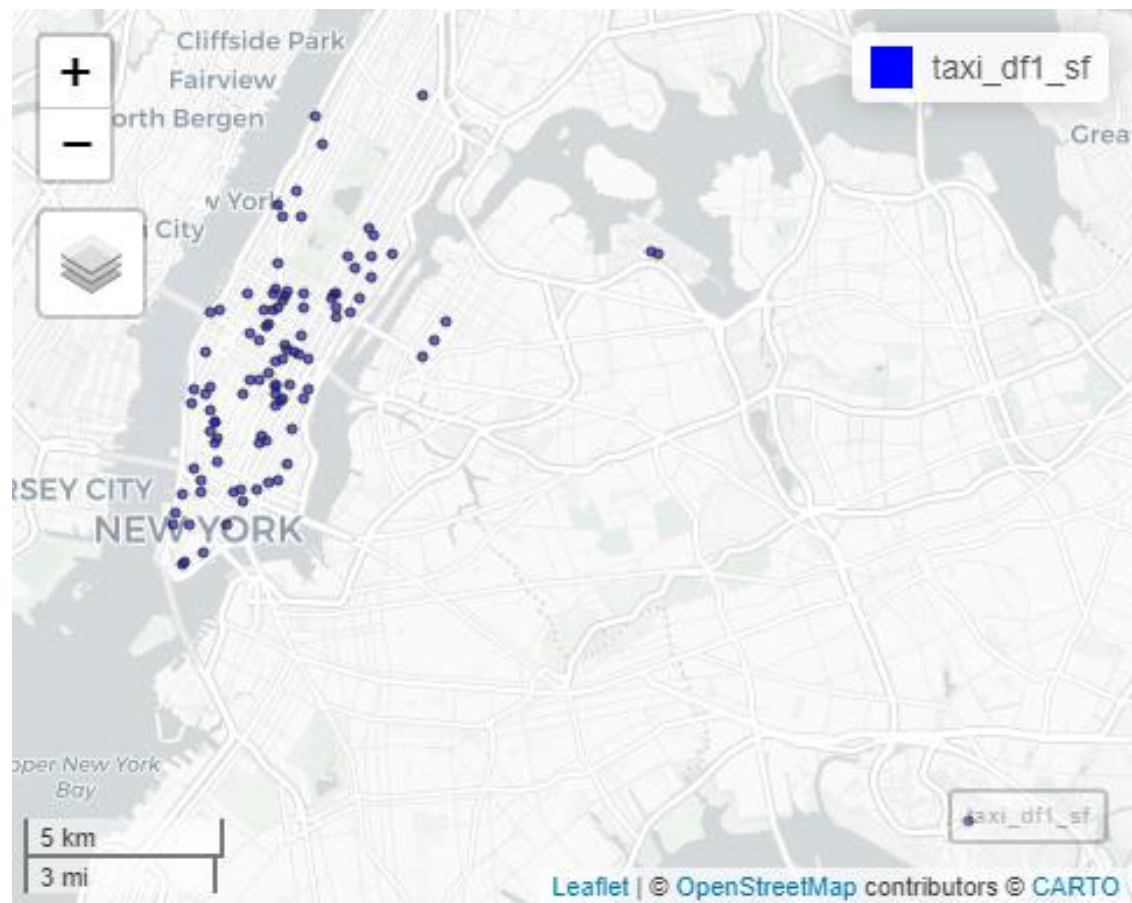 Cliffside Park
+
taxi_df1_sf
Fairview
orth Bergen
−
Grea
w York
City
RSEY CITY
NEW YORK
pper New York
Bay
taxi_df1_sf
5 km
3 mi
Leaflet | © OpenStreetMap contributors © CARTO